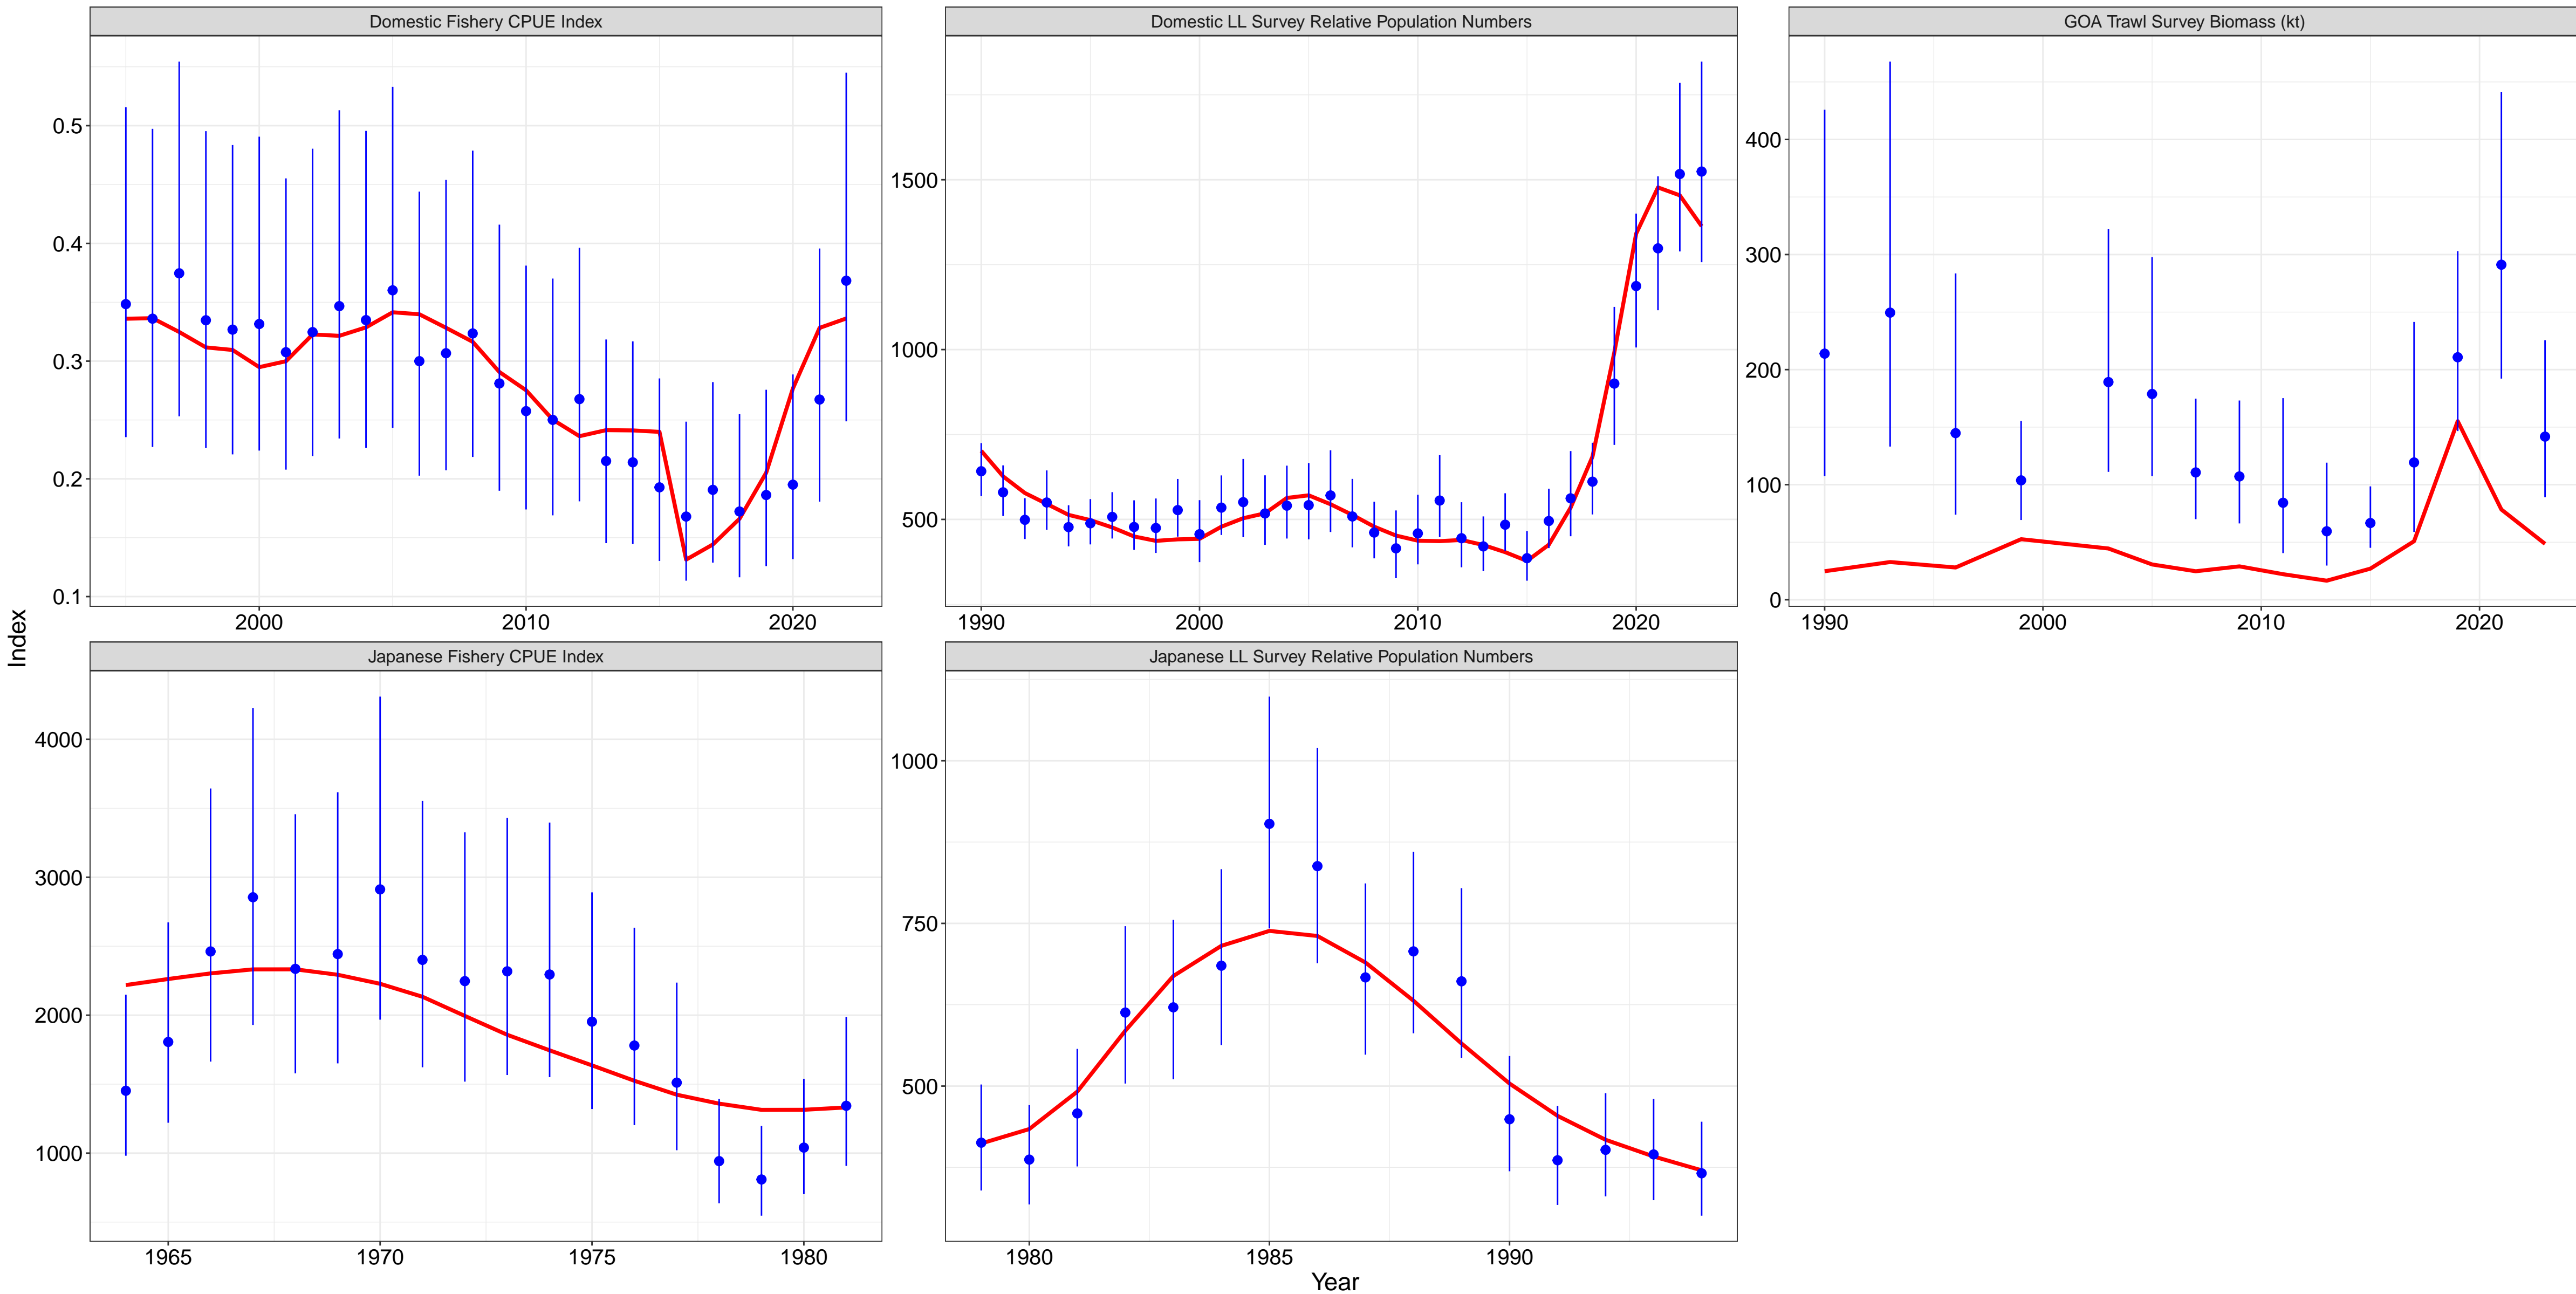 Domestic Fishery CPUE Index
Domestic LL Survey Relative Population Numbers
GOA Trawl Survey Biomass (kt)
0.5
0.4
0.3
0.2
0.1
2000 2010 2020
1500
1000
500
1990 2000 2010 2020
400
300
200
100
0
1990 2000 2010 2020
Index
Japanese Fishery CPUE Index
Japanese LL Survey Relative Population Numbers
4000
3000
2000
1000
1965 1970 1975 1980
1000
750
500
1980 1985 1990
Year